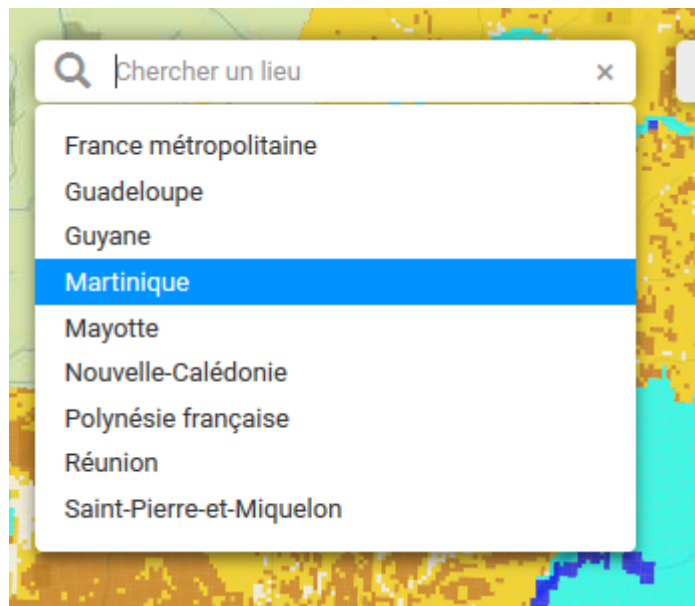 Chercher un lieu ×
France métropolitaine
Guadeloupe
Guyane
Martinique
Mayotte
Nouvelle-Calédonie
Polynésie française
Réunion
Saint-Pierre-et-Miquelon